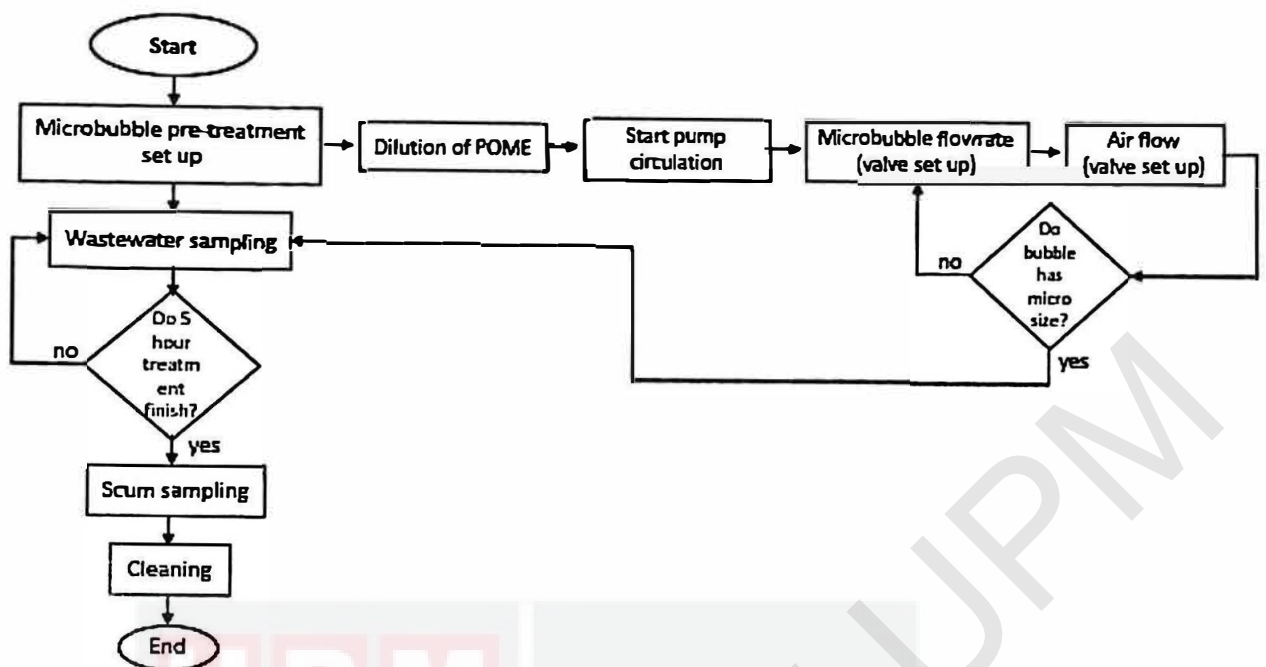 Start
Microbubble pre-treatment
set up
Dilution of POME
Start pump
circulation
Microbubble flowrate
(valve set up)
Air flow
(valve set up)
Do
bubble
has
micro
size?
no
yes
Wastewater sampling
Do 5
hour
treatm
ent
finish?
no
yes
Scum sampling
Cleaning
End
UPM
UPM